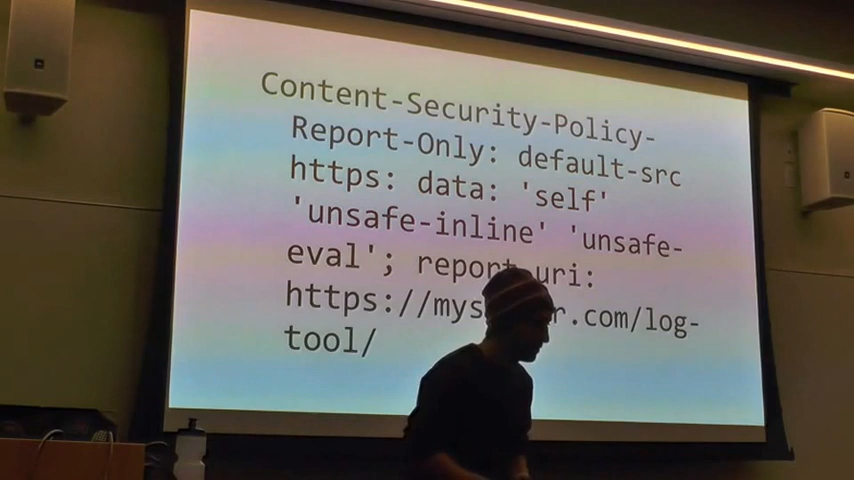 Content-Security-Policy-
Report-Only: default-src
https: data: 'self'
'unsafe-inline' 'unsafe-
eval'; report uri:
https://mys r.com/log-
tool/